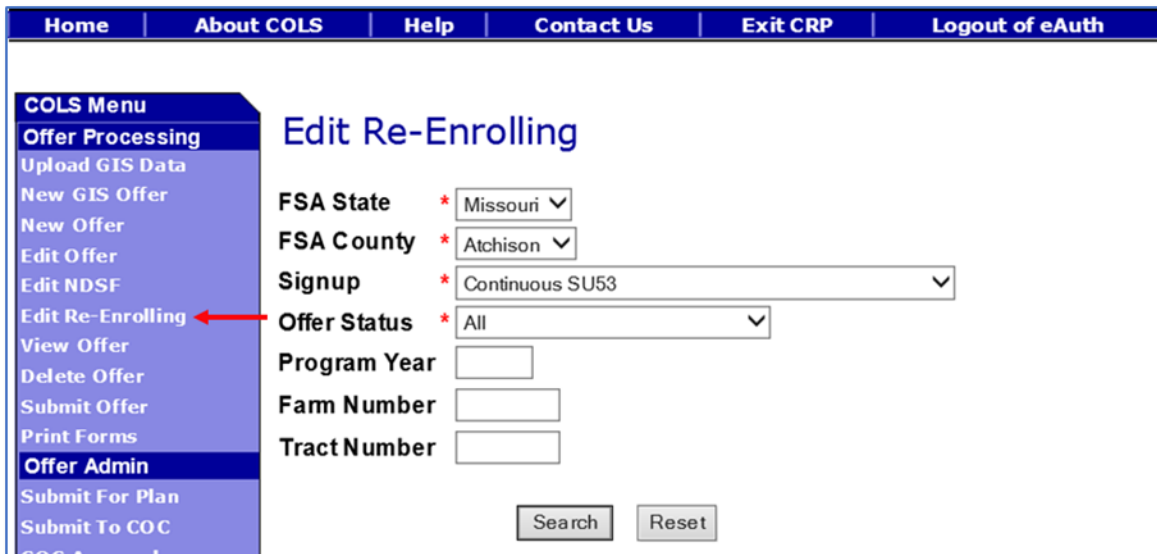 Home About COLS Help Contact Us Exit CRP Logout of eAuth
COLS Menu
Offer Processing
Upload GIS Data
New GIS Offer
New Offer
Edit Offer
Edit NDSF
Edit Re-Enrolling
View Offer
Delete Offer
Submit Offer
Print Forms
Offer Admin
Submit For Plan
Submit To COC
Edit Re-Enrolling
FSA State * Missouri
FSA County * Atchison
Signup * Continuous SU53
Offer Status * All
Program Year
Farm Number
Tract Number
Search Reset